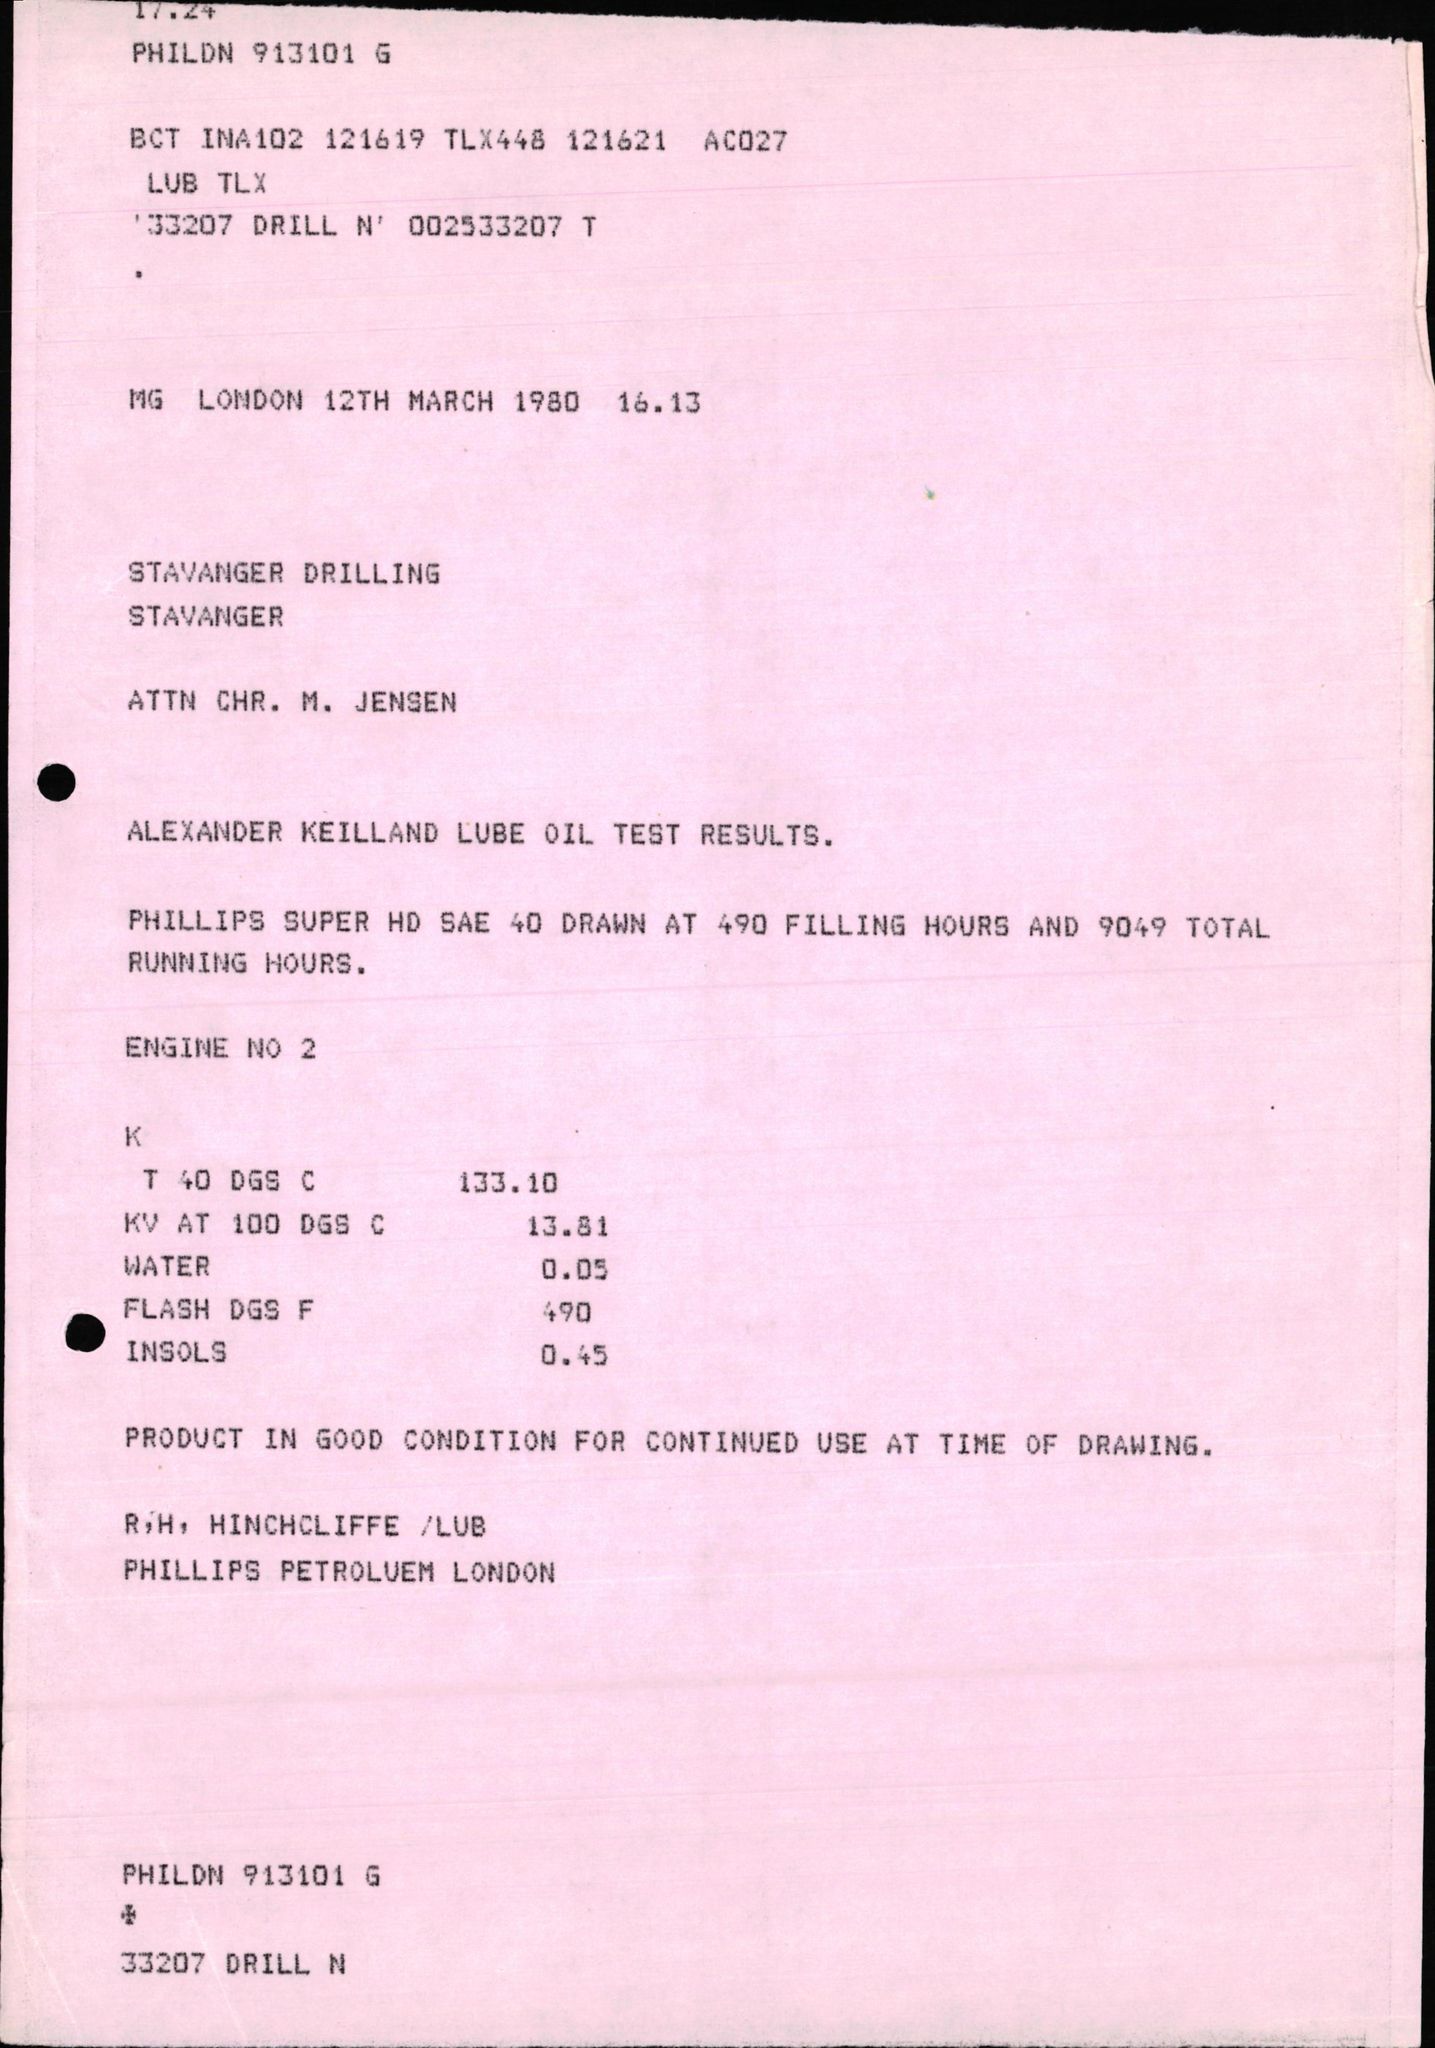 17.24
PHILDN 913101 G
BCT INA102 121619 TLX448 121621 AC027
LUB TLX
'33207 DRILL N' 002533207 T
.
MG LONDON 12TH MARCH 1980 16.13
STAVANGER DRILLING
STAVANGER
ATTN CHR. M. JENSEN
ALEXANDER KEILLAND LUBE OIL TEST RESULTS.
PHILLIPS SUPER HD SAE 40 DRAWN AT 490 FILLING HOURS AND 9049 TOTAL
RUNNING HOURS.
ENGINE NO 2
K
T 40 DGS C 133.10
KV AT 100 DGS C 13.81
WATER 0.05
FLASH DGS F 490
INSOLS 0.45
PRODUCT IN GOOD CONDITION FOR CONTINUED USE AT TIME OF DRAWING.
R,H, HINCHCLIFFE /LUB
PHILLIPS PETROLUEM LONDON
PHILDN 913101 G
✠
33207 DRILL N